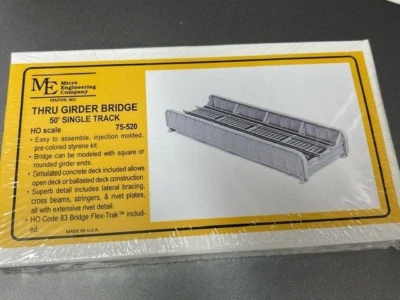 ME
Micro
Engineering
Company
FENTON, MO
THRU GIRDER BRIDGE
50' SINGLE TRACK
HO scale 75-520
• Easy to assemble, injection molded,
pre-colored styrene kit.
• Bridge can be modeled with square or
rounded girder ends.
• Simulated concrete deck included allows
open deck or ballasted deck construction.
• Superb detail includes lateral bracing,
cross beams, stringers, & rivet plates,
all with extensive rivet detail.
• HO Code 83 Bridge Flex-Trak™ includ-
ed.
MADE IN U.S.A.